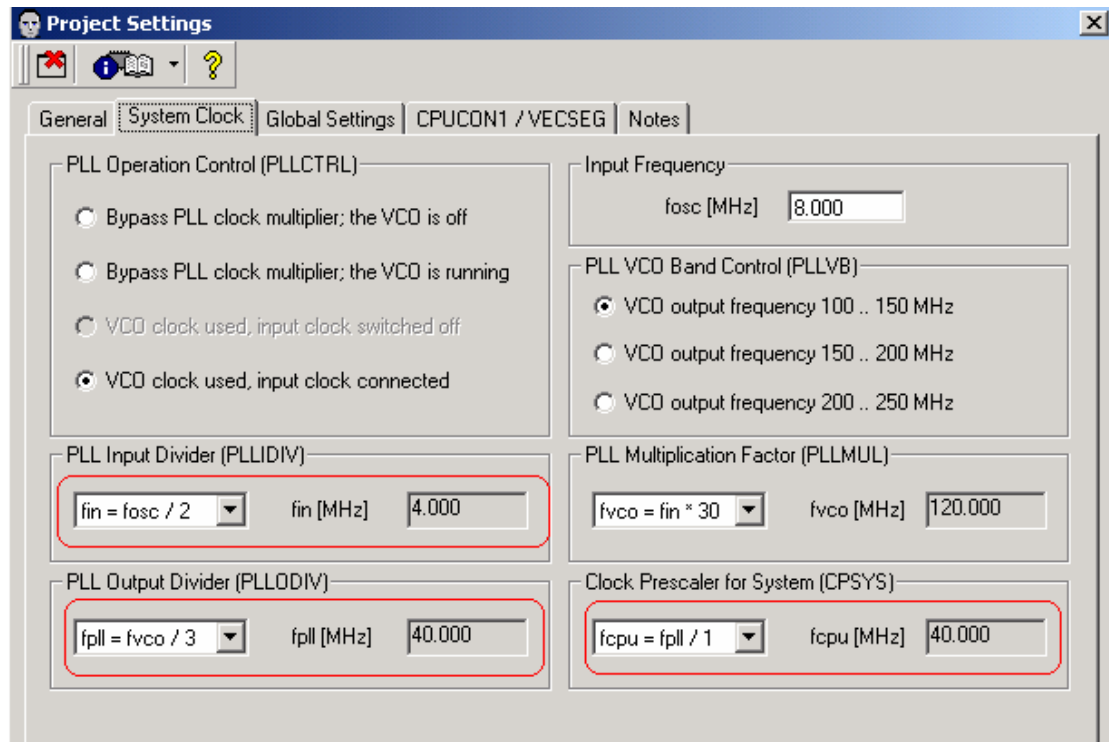 Project Settings
General
System Clock
Global Settings
CPUCON1 / VECSEG
Notes
PLL Operation Control (PLLCTRL)
Bypass PLL clock multiplier; the VCO is off
Bypass PLL clock multiplier; the VCO is running
VCO clock used, input clock switched off
VCO clock used, input clock connected
Input Frequency
fosc [MHz] 8.000
PLL VCO Band Control (PLLVB)
VCO output frequency 100 .. 150 MHz
VCO output frequency 150 .. 200 MHz
VCO output frequency 200 .. 250 MHz
PLL Input Divider (PLLIDIV)
fin = fosc / 2 fin [MHz] 4.000
PLL Multiplication Factor (PLLMUL)
fvco = fin * 30 fvco [MHz] 120.000
PLL Output Divider (PLLODIV)
fpll = fvco / 3 fpll [MHz] 40.000
Clock Prescaler for System (CPSYS)
fcpu = fpll / 1 fcpu [MHz] 40.000